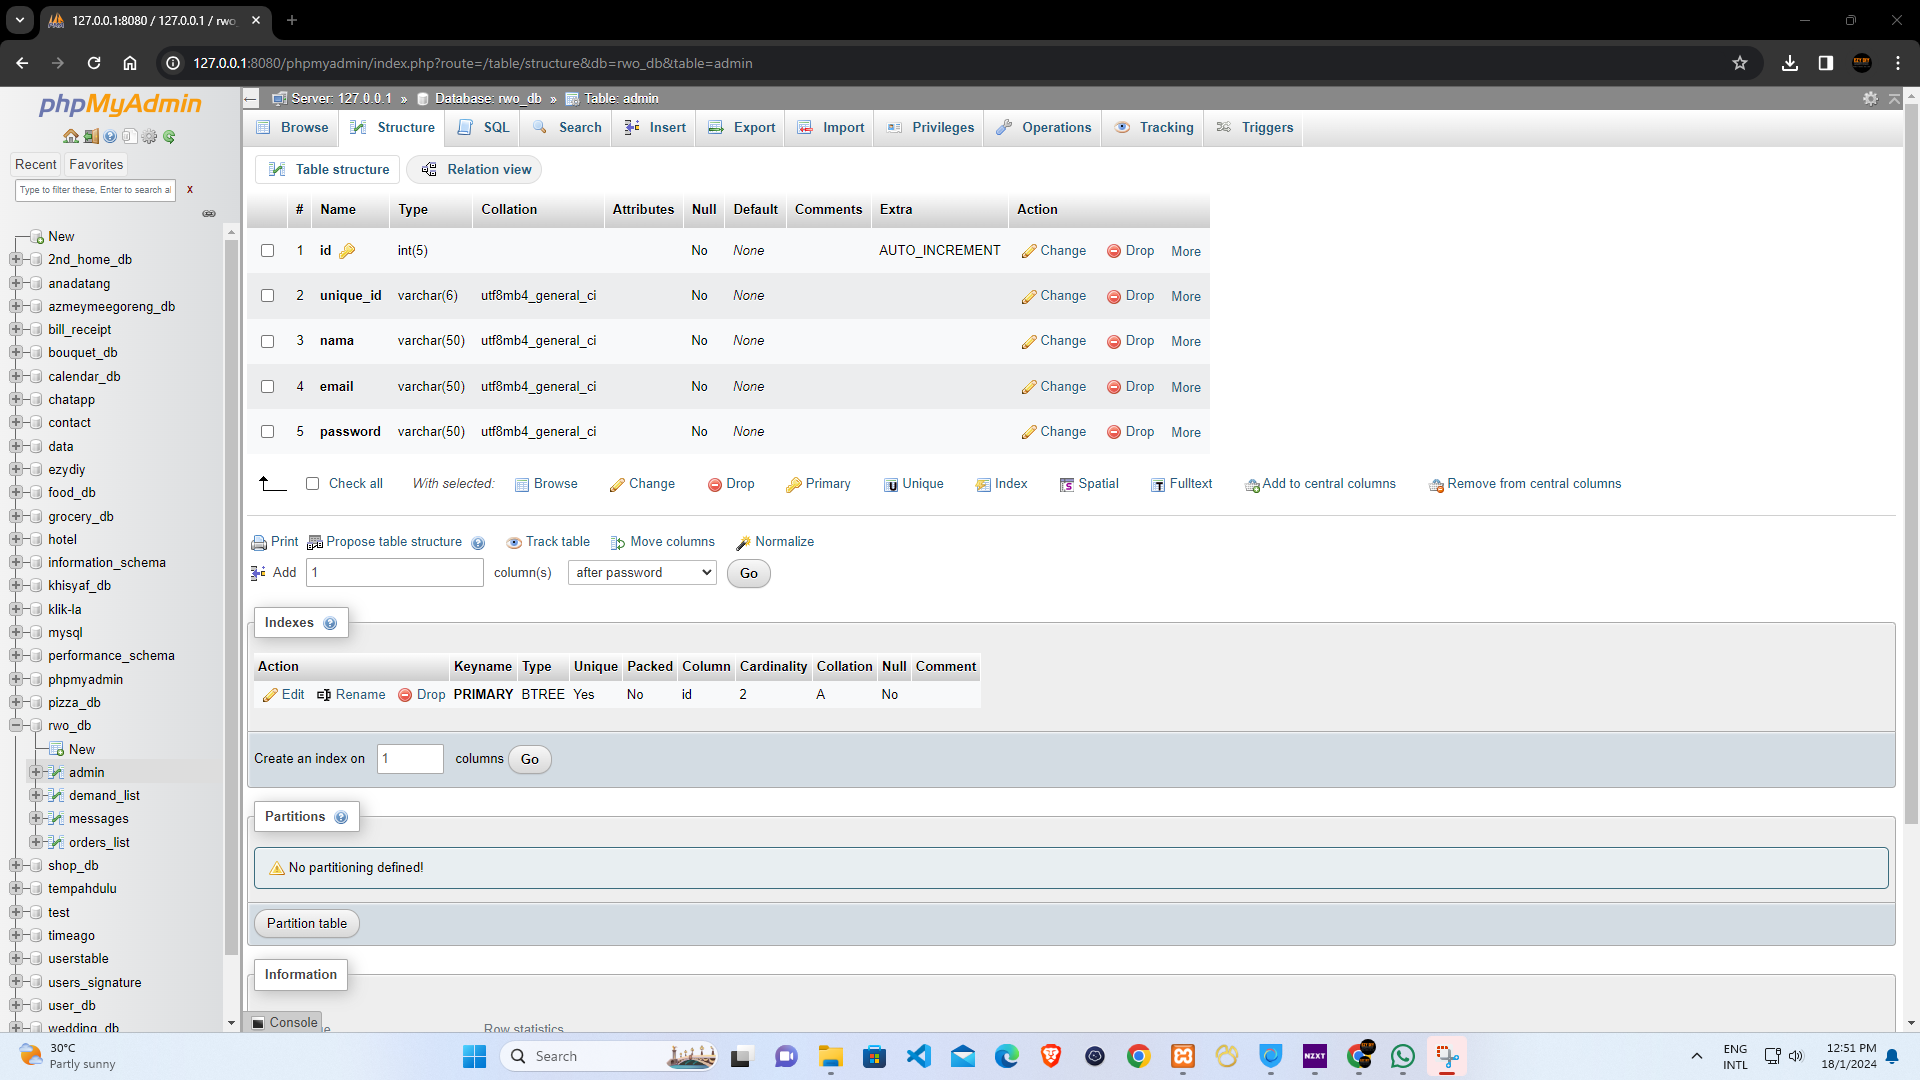 127.0.0.1:8080 / 127.0.0.1 / rwo
127.0.0.1:8080/phpmyadmin/index.php?route=/table/structure&db=rwo_db&table=admin
phpMyAdmin
Recent Favorites
Type to filter these, Enter to search al X
New
2nd_home_db
anadatang
azmeymeegoreng_db
bill_receipt
bouquet_db
calendar_db
chatapp
contact
data
ezydiy
food_db
grocery_db
hotel
information_schema
khisyaf_db
klik-la
mysql
performance_schema
phpmyadmin
pizza_db
rwo_db
New
admin
demand_list
messages
orders_list
shop_db
tempahdulu
test
timeago
userstable
users_signature
user_db
wedding_db
Server: 127.0.0.1 » Database: rwo_db » Table: admin
Browse Structure SQL Search Insert Export Import Privileges Operations Tracking Triggers
Table structure Relation view
# Name Type Collation Attributes Null Default Comments Extra Action
1 id int(5) No None AUTO_INCREMENT Change Drop More
2 unique_id varchar(6) utf8mb4_general_ci No None Change Drop More
3 nama varchar(50) utf8mb4_general_ci No None Change Drop More
4 email varchar(50) utf8mb4_general_ci No None Change Drop More
5 password varchar(50) utf8mb4_general_ci No None Change Drop More
Check all With selected: Browse Change Drop Primary Unique Index Spatial Fulltext Add to central columns Remove from central columns
Print Propose table structure Track table Move columns Normalize
Add 1 column(s) after password Go
Indexes
Action Keyname Type Unique Packed Column Cardinality Collation Null Comment
Edit Rename Drop PRIMARY BTREE Yes No id 2 A No
Create an index on 1 columns Go
Partitions
No partitioning defined!
Partition table
Information
Console
Row statistics
30°C
Partly sunny
Search
NZXT
ENG
INTL
12:51 PM
18/1/2024